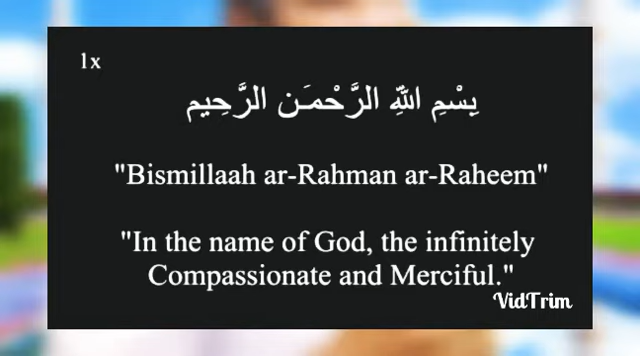 1x
بِسْمِ اللّهِ الرَّحْمـَن الرَّحِيم
"Bismillaah ar-Rahman ar-Raheem"
"In the name of God, the infinitely
Compassionate and Merciful."
VidTrim